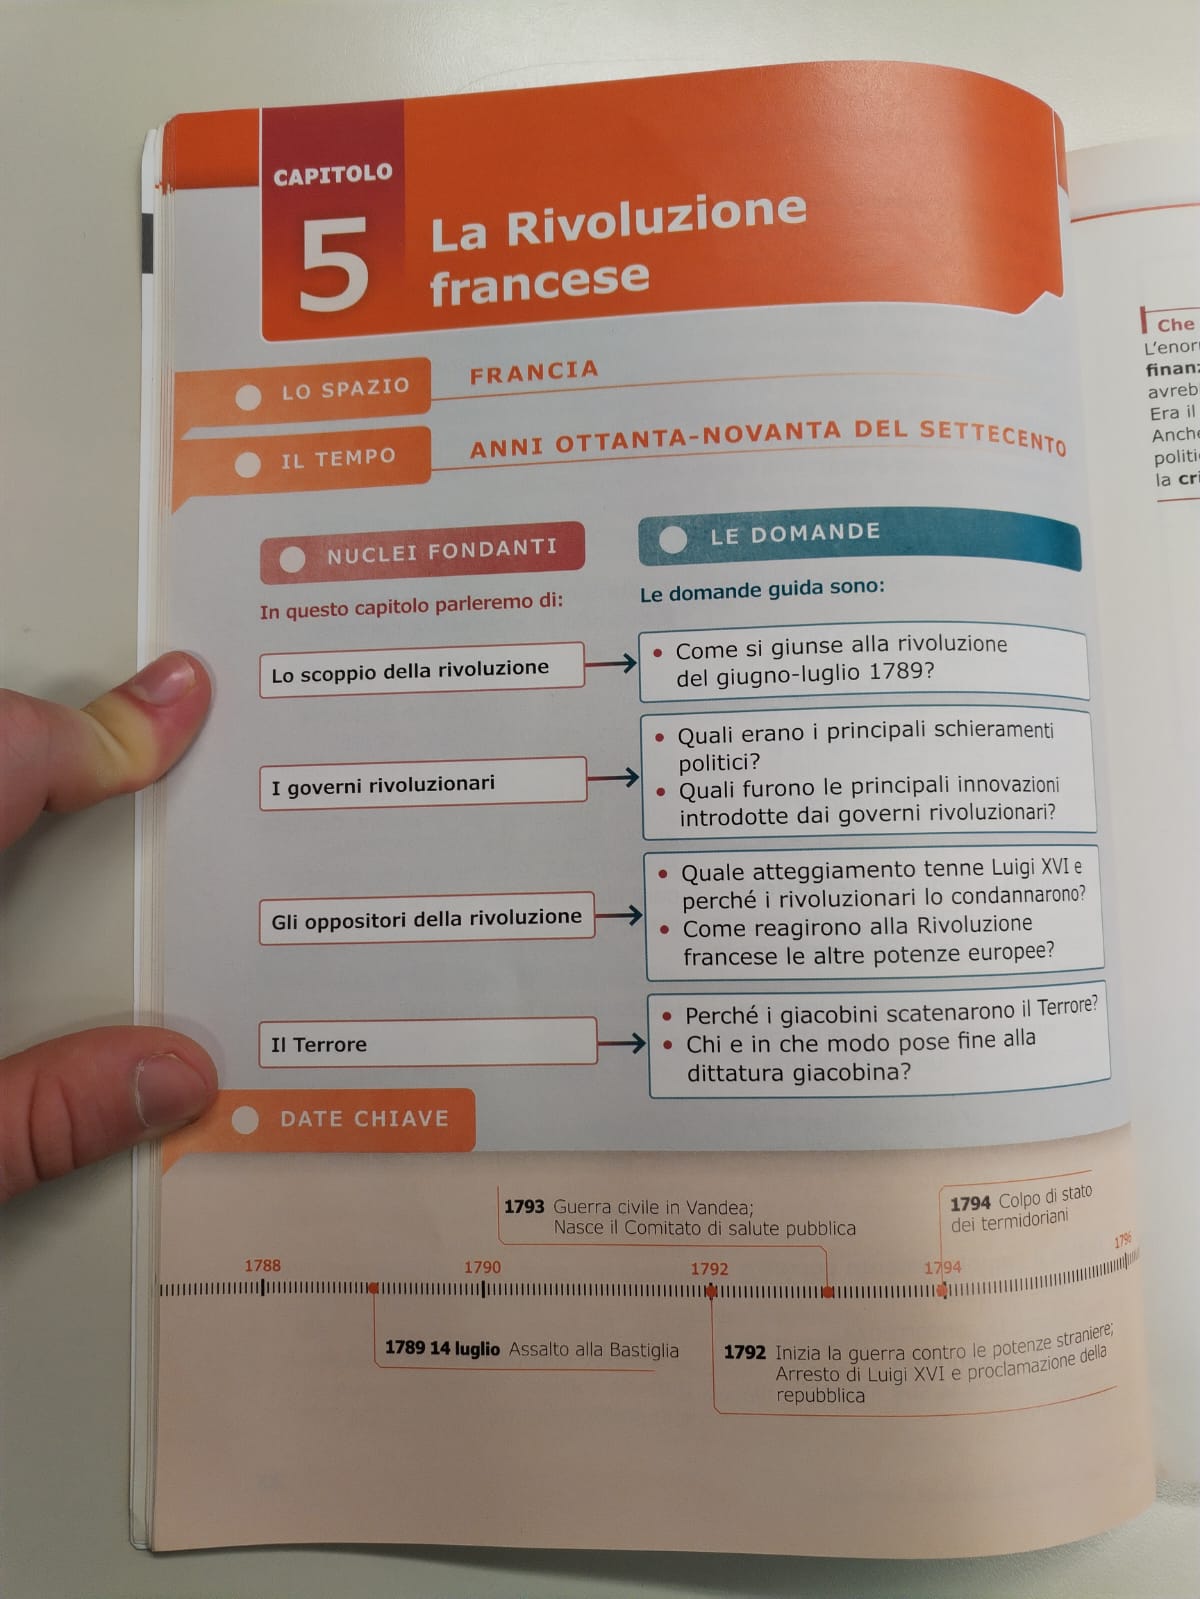 CAPITOLO
5
La Rivoluzione
francese
LO SPAZIO
FRANCIA
IL TEMPO
ANNI OTTANTA-NOVANTA DEL SETTECENTO
NUCLEI FONDANTI
In questo capitolo parleremo di:
LE DOMANDE
Le domande guida sono:
Lo scoppio della rivoluzione
• Come si giunse alla rivoluzione
del giugno-luglio 1789?
I governi rivoluzionari
• Quali erano i principali schieramenti
politici?
• Quali furono le principali innovazioni
introdotte dai governi rivoluzionari?
Gli oppositori della rivoluzione
• Quale atteggiamento tenne Luigi XVI e
perché i rivoluzionari lo condannarono?
• Come reagirono alla Rivoluzione
francese le altre potenze europee?
Il Terrore
• Perché i giacobini scatenarono il Terrore?
• Chi e in che modo pose fine alla
dittatura giacobina?
DATE CHIAVE
1793 Guerra civile in Vandea;
Nasce il Comitato di salute pubblica
1794 Colpo di stato
dei termidoriani
1788
1790
1792
1794
1796
1789 14 luglio Assalto alla Bastiglia
1792 Inizia la guerra contro le potenze straniere;
Arresto di Luigi XVI e proclamazione della
repubblica
Che
L'enor
finanz
avreb
Era il
Anche
politi
la cri